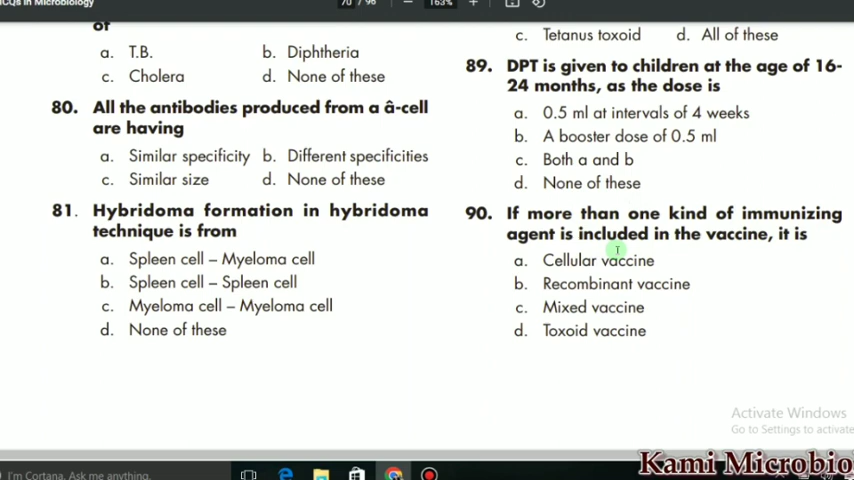 MCQs in Microbiology
70 / 96
163%
of
a. T.B. b. Diphtheria
c. Cholera d. None of these
80. All the antibodies produced from a â-cell
are having
a. Similar specificity b. Different specificities
c. Similar size d. None of these
81. Hybridoma formation in hybridoma
technique is from
a. Spleen cell – Myeloma cell
b. Spleen cell – Spleen cell
c. Myeloma cell – Myeloma cell
d. None of these
c. Tetanus toxoid d. All of these
89. DPT is given to children at the age of 16-
24 months, as the dose is
a. 0.5 ml at intervals of 4 weeks
b. A booster dose of 0.5 ml
c. Both a and b
d. None of these
90. If more than one kind of immunizing
agent is included in the vaccine, it is
a. Cellular vaccine
b. Recombinant vaccine
c. Mixed vaccine
d. Toxoid vaccine
Activate Windows
Go to Settings to activate
I'm Cortana. Ask me anything.
Kami Microbio